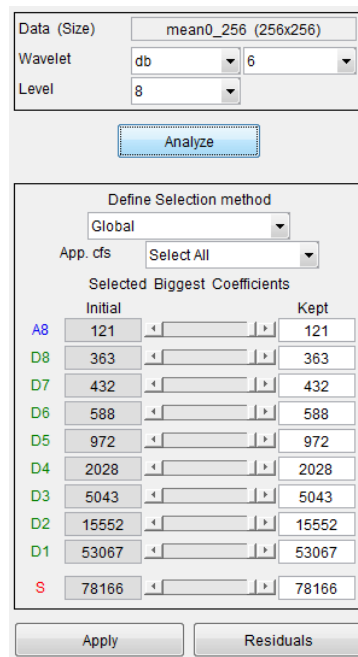 Data (Size) mean0_256 (256x256)
Wavelet db 6
Level 8
Analyze
Define Selection method
Global
App. cfs Select All
Selected Biggest Coefficients
Initial Kept
A8 121 121
D8 363 363
D7 432 432
D6 588 588
D5 972 972
D4 2028 2028
D3 5043 5043
D2 15552 15552
D1 53067 53067
S 78166 78166
Apply Residuals